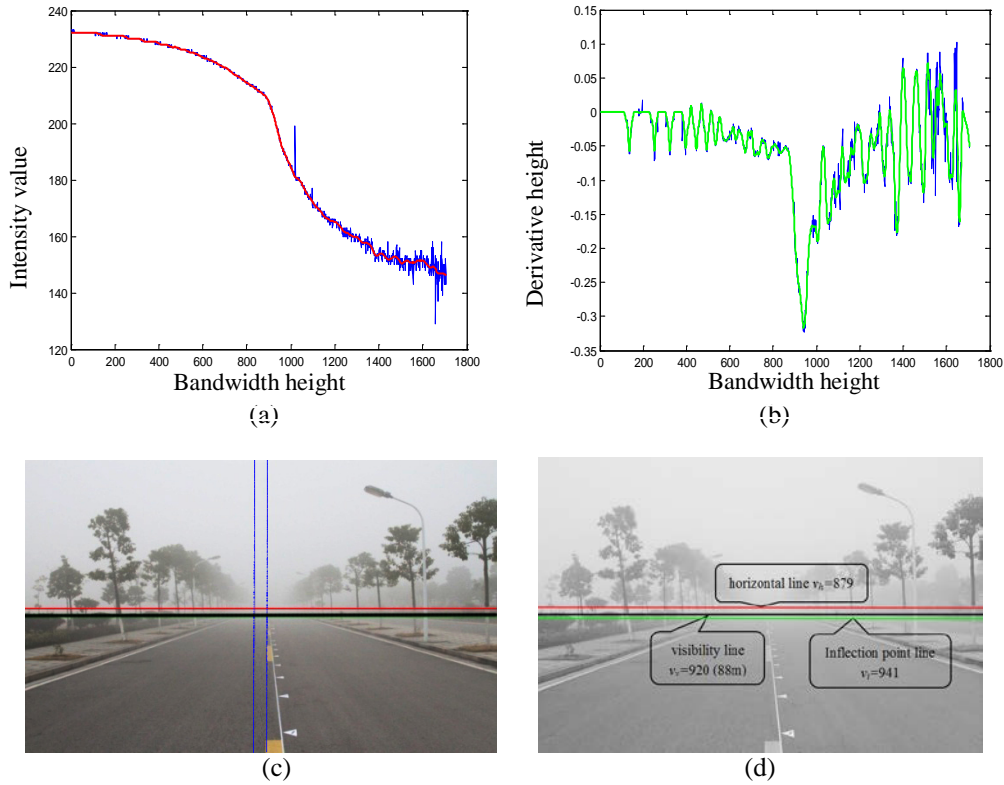 240
220
200
180
160
140
120
0 200 400 600 800 1000 1200 1400 1600 1800
Intensity value
Bandwidth height
(a)
0.15
0.1
0.05
0
-0.05
-0.1
-0.15
-0.2
-0.25
-0.3
-0.35
0 200 400 600 800 1000 1200 1400 1600 1800
Derivative height
Bandwidth height
(b)
(c)
horizontal line vh=879
visibility line
vv=920 (88m)
Inflection point line
vi=941
(d)